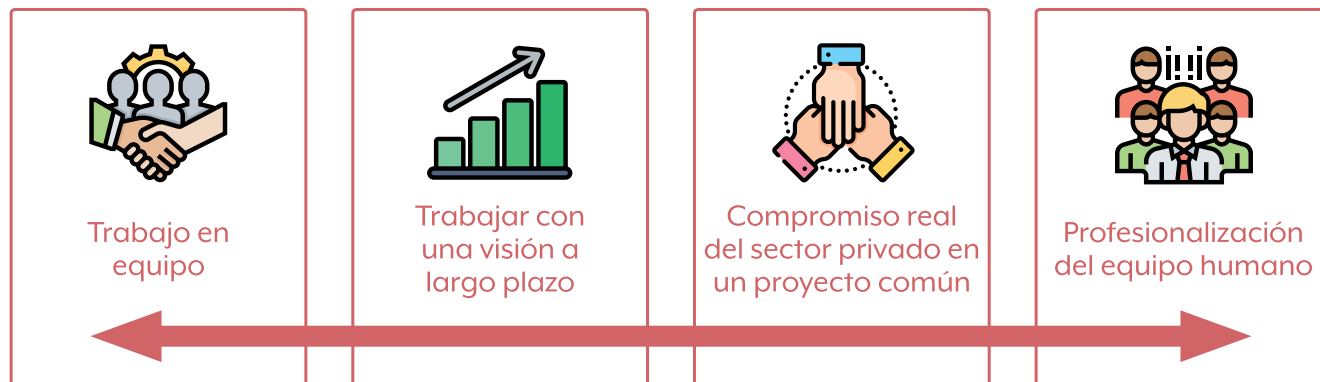 Trabajo en
equipo
Trabajar con
una visión a
largo plazo
Compromiso real
del sector privado en
un proyecto común
Profesionalización
del equipo humano